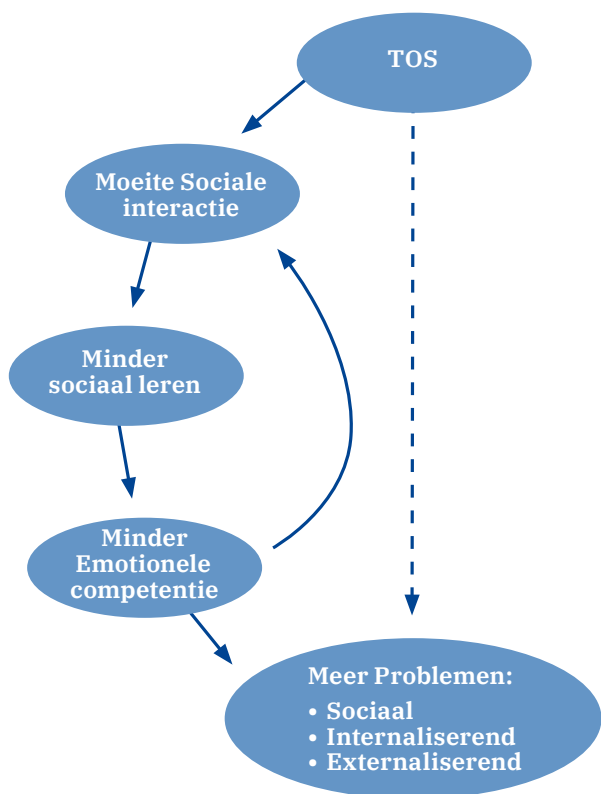 TOS
Moeite Sociale
interactie
Minder
sociaal leren
Minder
Emotionele
competentie
Meer Problemen:
• Sociaal
• Internaliserend
• Externaliserend